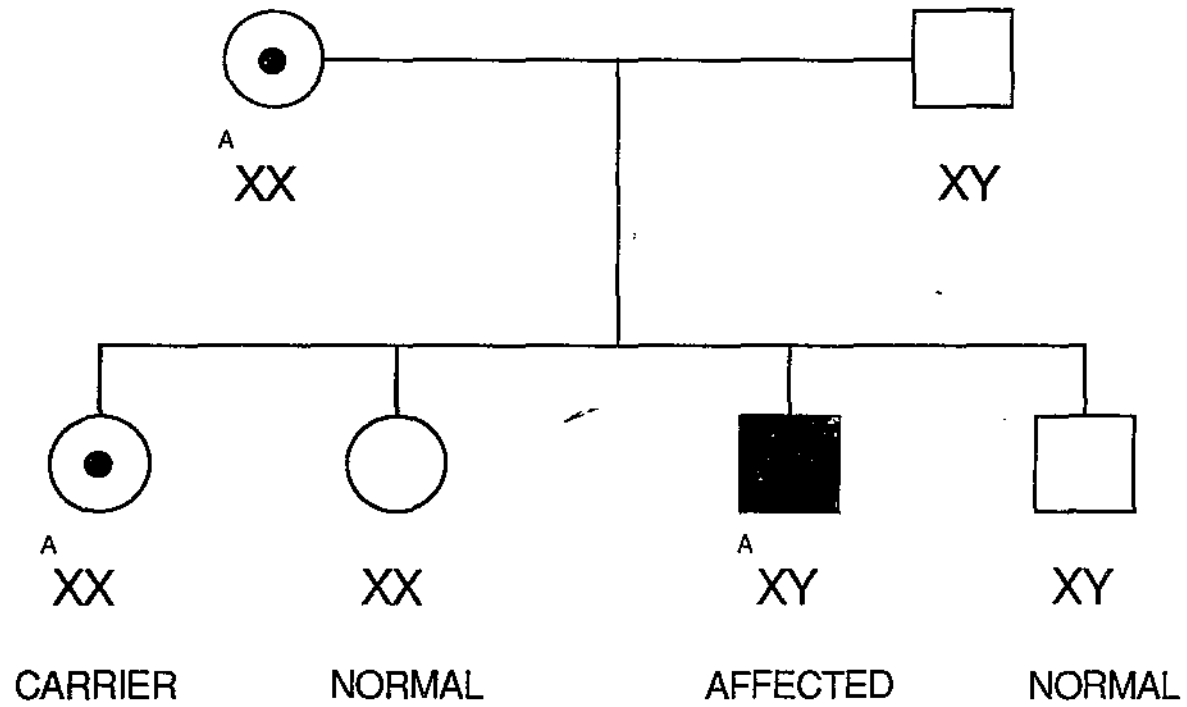 A
XX XY
A A
XX XX XY XY
CARRIER NORMAL AFFECTED NORMAL